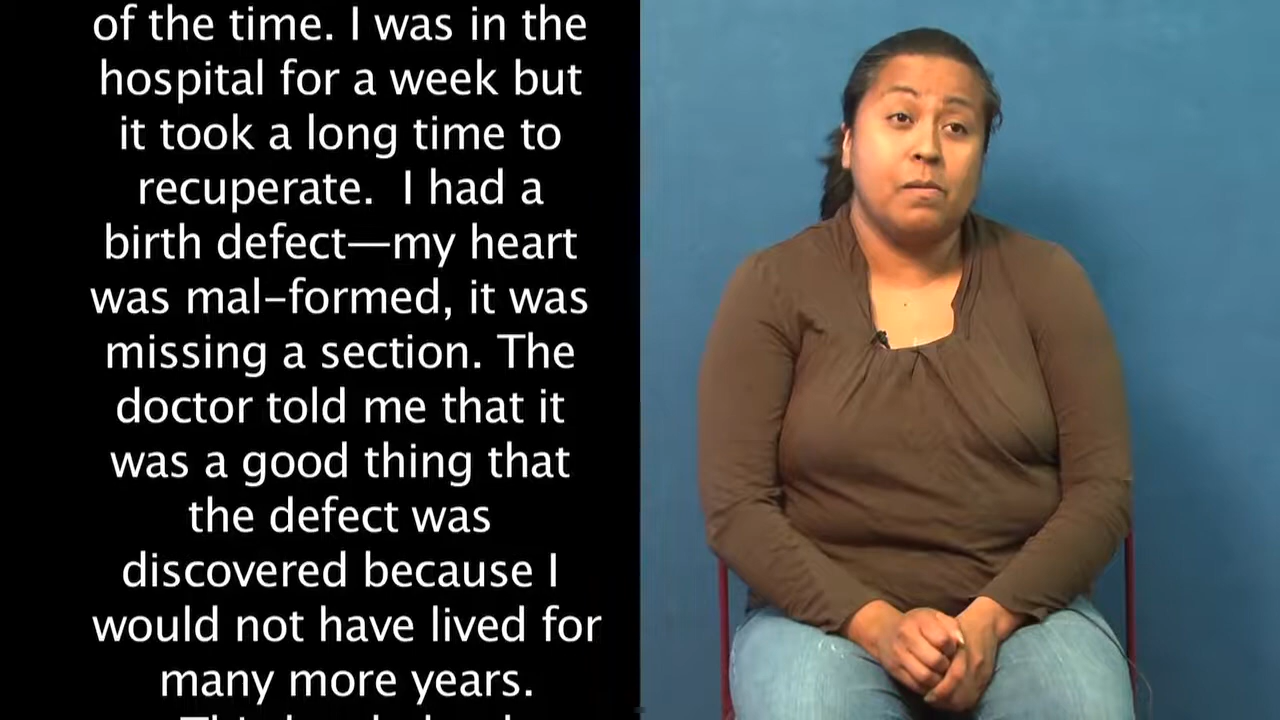 of the time. I was in the
hospital for a week but
it took a long time to
recuperate.  I had a
birth defect—my heart
was mal-formed, it was
missing a section. The
doctor told me that it
was a good thing that
the defect was
discovered because I
would not have lived for
many more years.